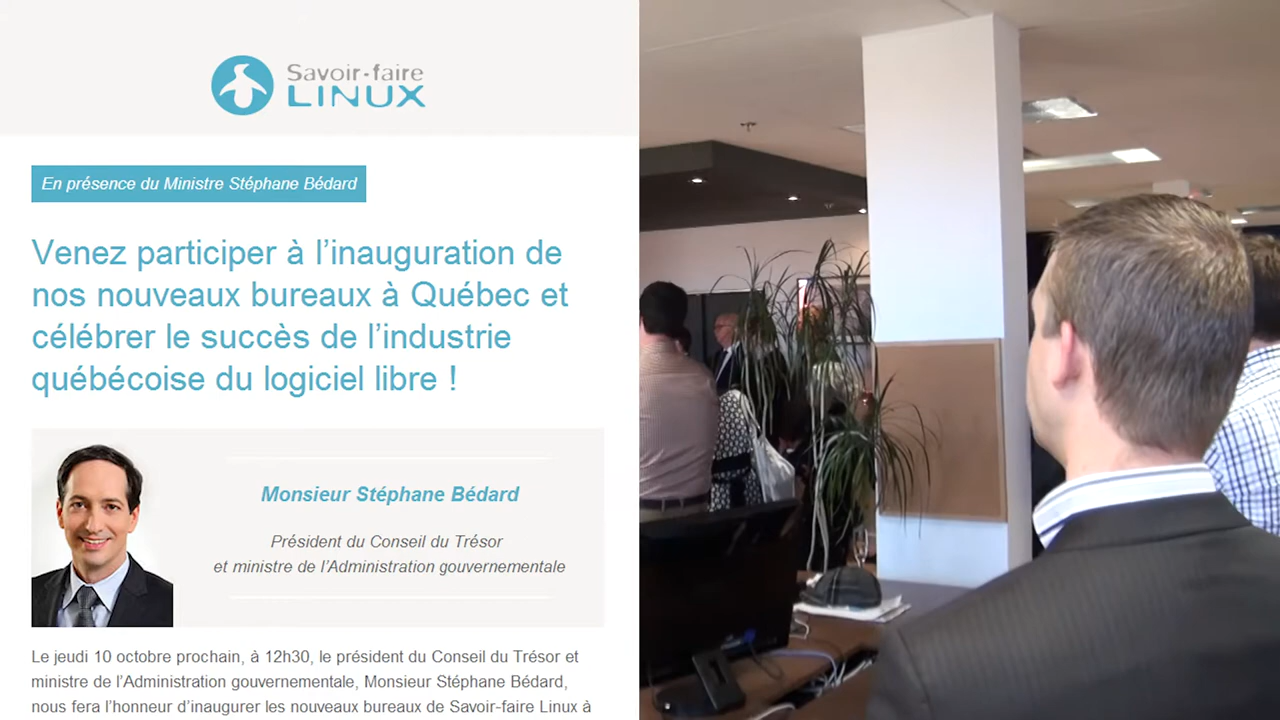 Savoir-faire
LINUX
En présence du Ministre Stéphane Bédard
Venez participer à l’inauguration de
nos nouveaux bureaux à Québec et
célébrer le succès de l’industrie
québécoise du logiciel libre !
Monsieur Stéphane Bédard
Président du Conseil du Trésor
et ministre de l’Administration gouvernementale
Le jeudi 10 octobre prochain, à 12h30, le président du Conseil du Trésor et
ministre de l’Administration gouvernementale, Monsieur Stéphane Bédard,
nous fera l’honneur d’inaugurer les nouveaux bureaux de Savoir-faire Linux à